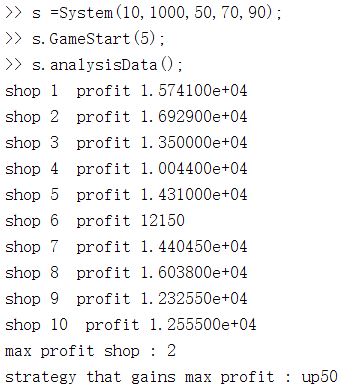 >> s =System(10,1000,50,70,90);
>> s.GameStart(5);
>> s.analysisData();
shop 1  profit 1.574100e+04
shop 2  profit 1.692900e+04
shop 3  profit 1.350000e+04
shop 4  profit 1.004400e+04
shop 5  profit 1.431000e+04
shop 6  profit 12150
shop 7  profit 1.440450e+04
shop 8  profit 1.603800e+04
shop 9  profit 1.232550e+04
shop 10  profit 1.255500e+04
max profit shop : 2
strategy that gains max profit : up50